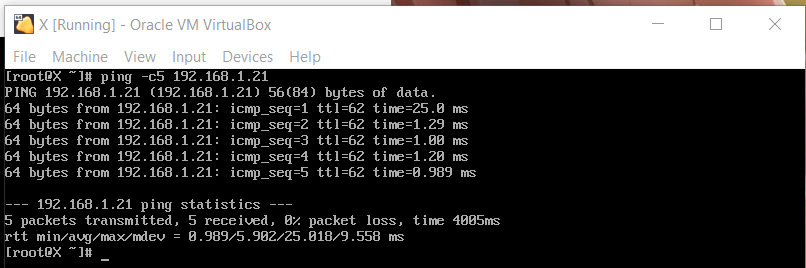 X [Running] - Oracle VM VirtualBox
File Machine View Input Devices Help
[root@X ~]# ping -c5 192.168.1.21
PING 192.168.1.21 (192.168.1.21) 56(84) bytes of data.
64 bytes from 192.168.1.21: icmp_seq=1 ttl=62 time=25.0 ms
64 bytes from 192.168.1.21: icmp_seq=2 ttl=62 time=1.29 ms
64 bytes from 192.168.1.21: icmp_seq=3 ttl=62 time=1.00 ms
64 bytes from 192.168.1.21: icmp_seq=4 ttl=62 time=1.20 ms
64 bytes from 192.168.1.21: icmp_seq=5 ttl=62 time=0.989 ms
--- 192.168.1.21 ping statistics ---
5 packets transmitted, 5 received, 0% packet loss, time 4005ms
rtt min/avg/max/mdev = 0.989/5.902/25.018/9.558 ms
[root@X ~]# _